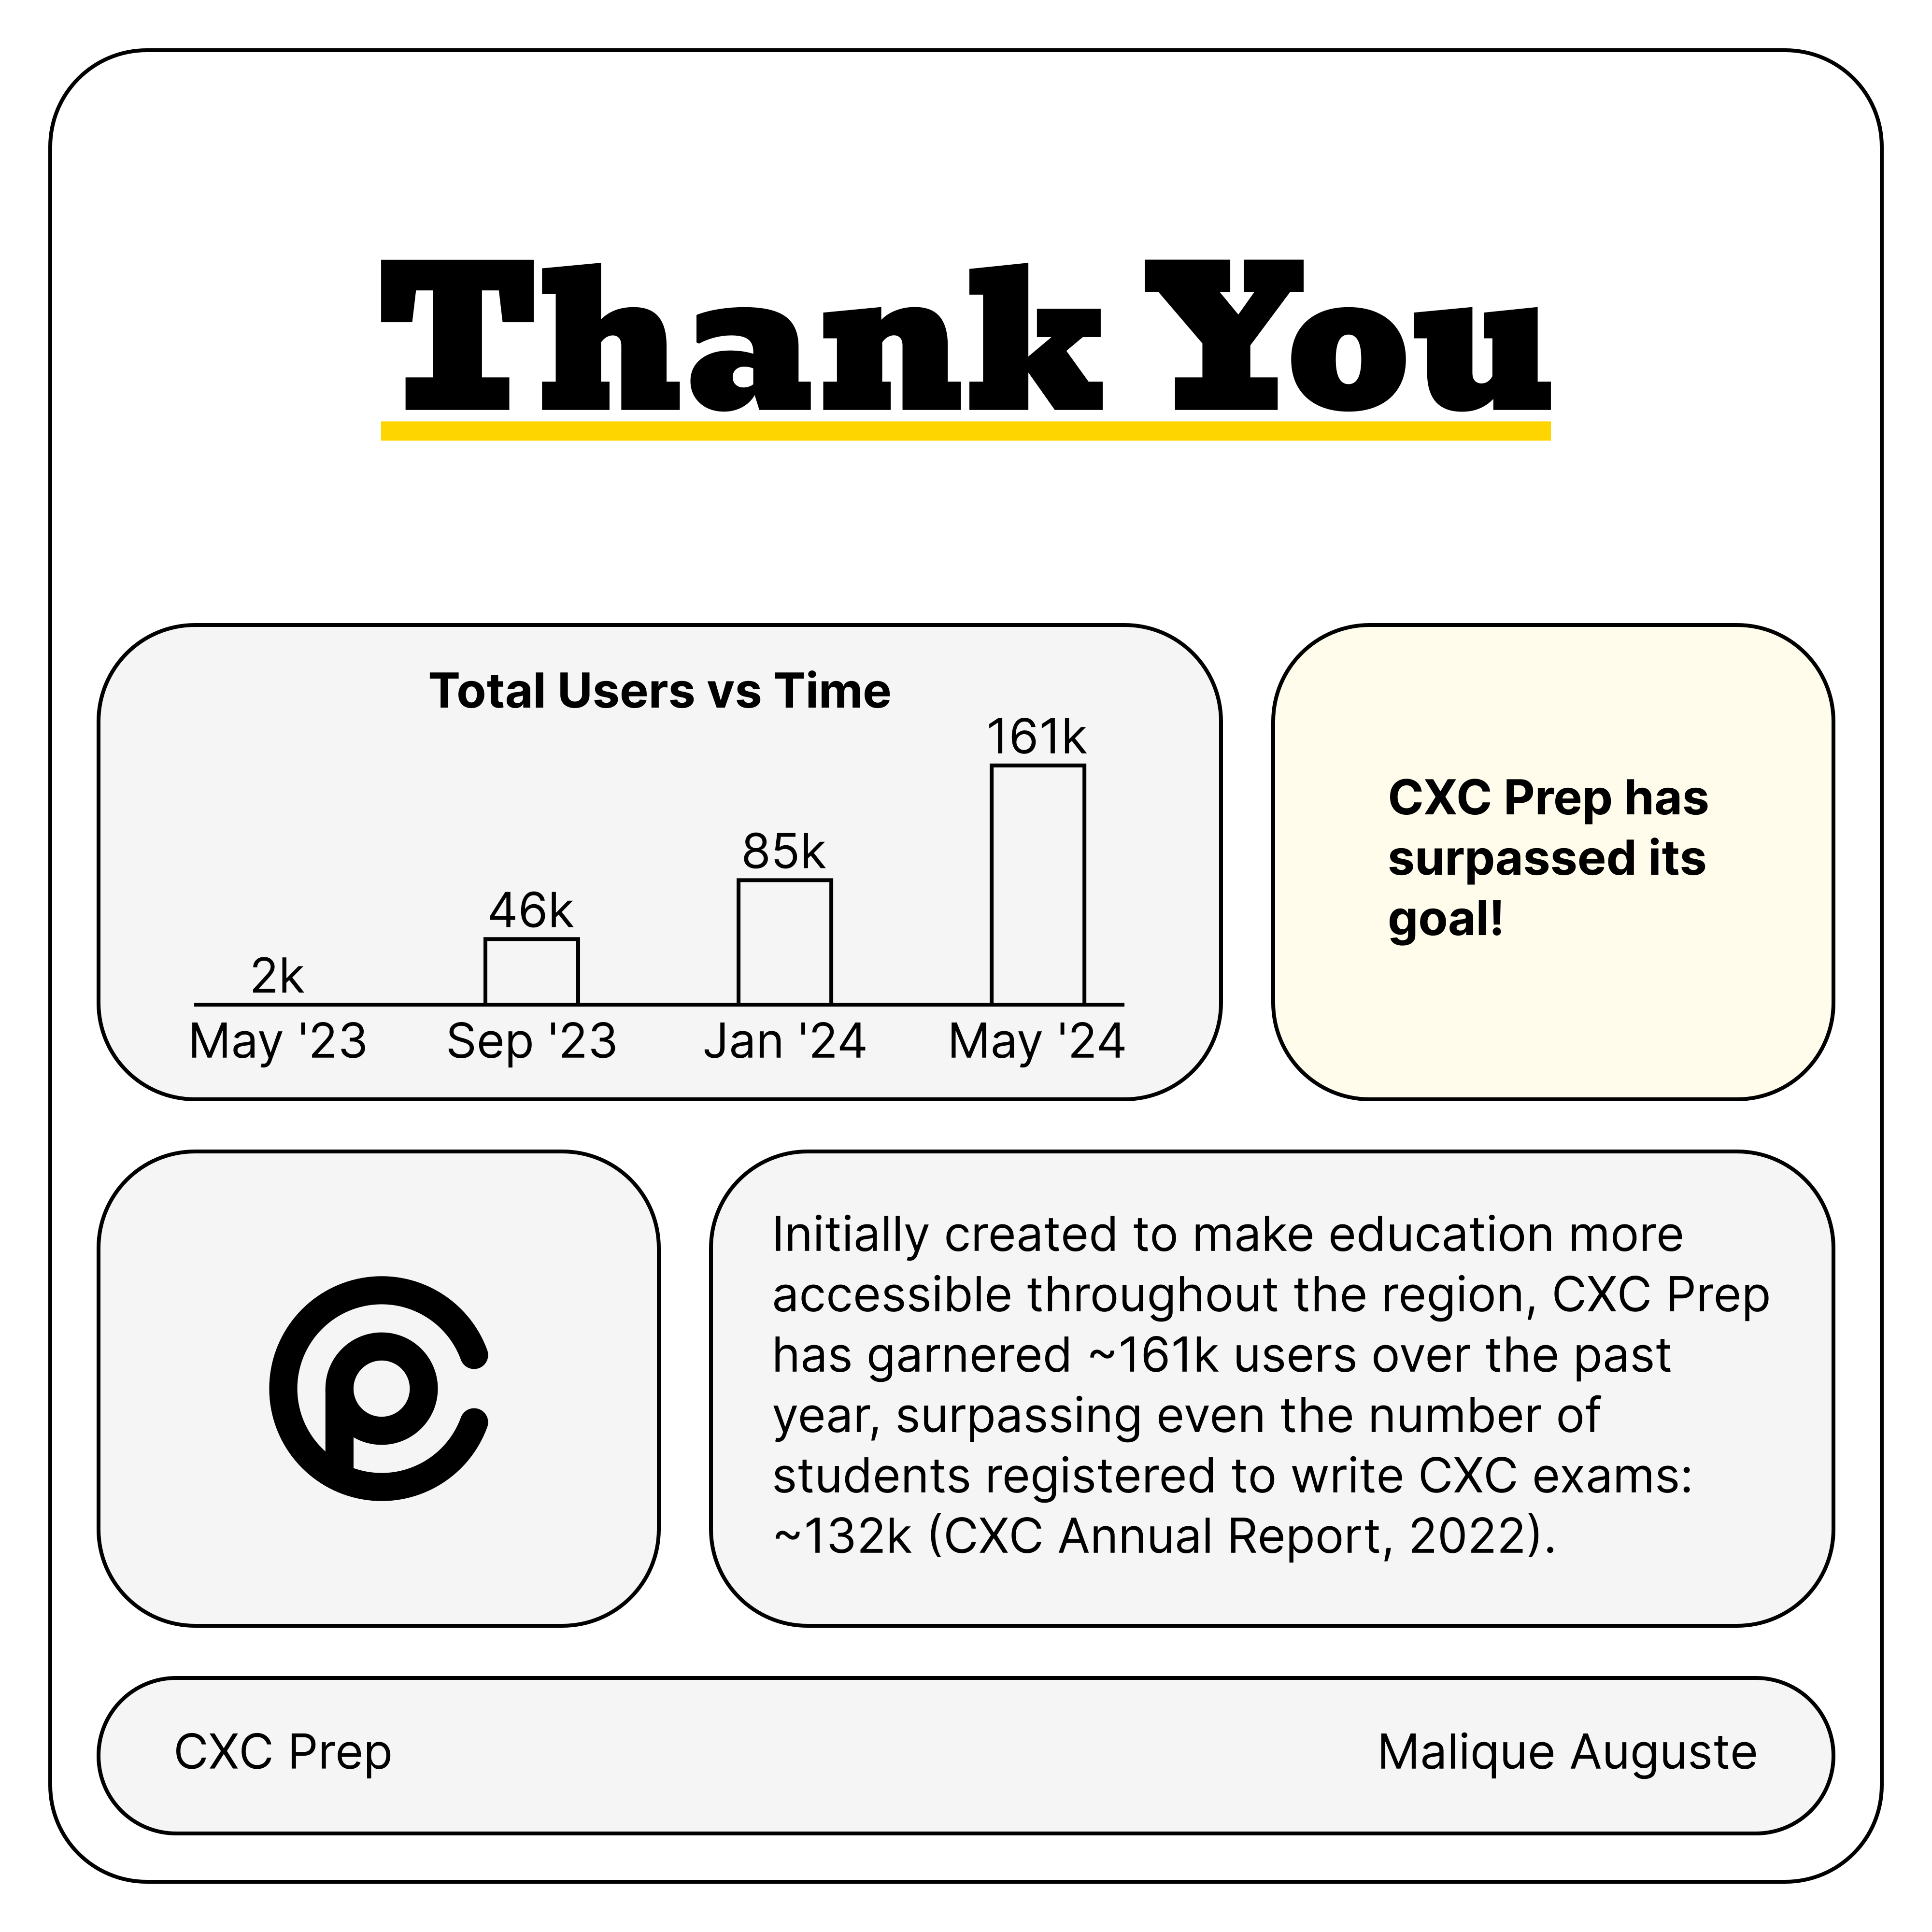 Thank You
Total Users vs Time
161k
85k
46k
2k
May '23 Sep '23 Jan '24 May '24
CXC Prep has
surpassed its
goal!
Initially created to make education more
accessible throughout the region, CXC Prep
has garnered ~161k users over the past
year, surpassing even the number of
students registered to write CXC exams:
~132k (CXC Annual Report, 2022).
CXC Prep
Malique Auguste